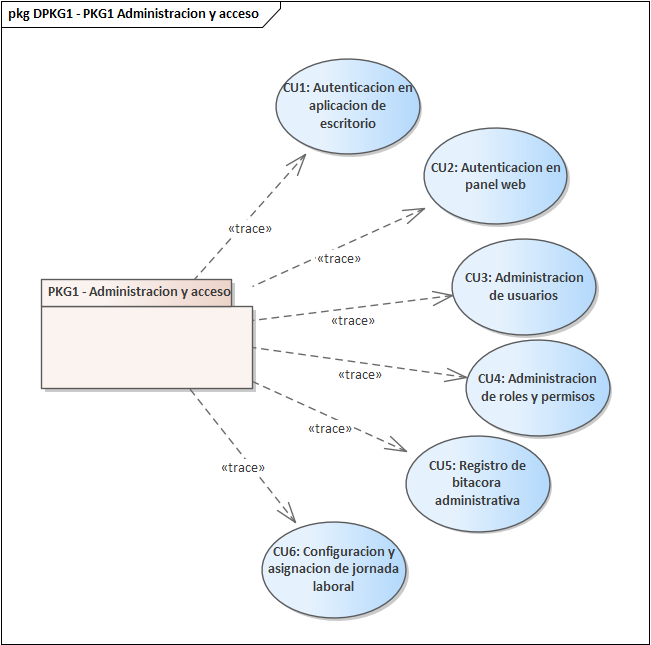 pkg DPKG1 - PKG1 Administracion y acceso
CU1: Autenticacion en
aplicacion de
escritorio
CU2: Autenticacion en
panel web
«trace»
«trace»
CU3: Administracion
de usuarios
PKG1 - Administracion y acceso
«trace»
CU4: Administracion
de roles y permisos
«trace»
«trace»
CU5: Registro de
bitacora
administrativa
«trace»
CU6: Configuracion y
asignacion de jornada
laboral